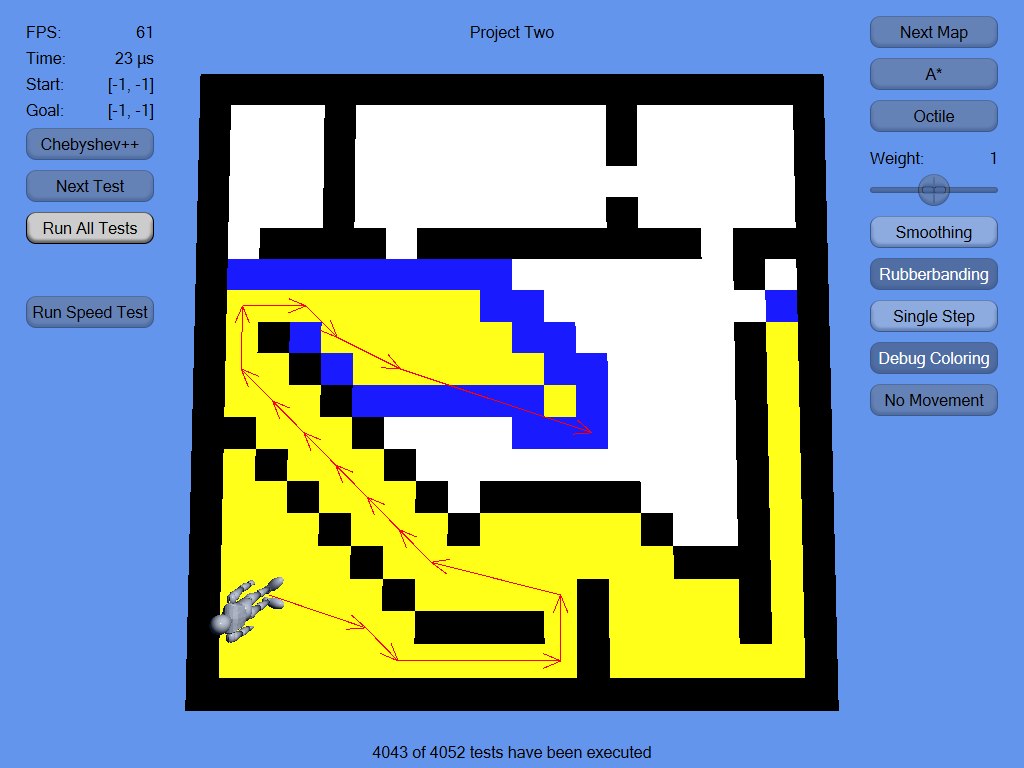 Project Two
FPS: 61
Time: 23 µs
Start: [-1, -1]
Goal: [-1, -1]
Chebyshev++
Next Test
Run All Tests
Run Speed Test
Next Map
A*
Octile
Weight: 1
Smoothing
Rubberbanding
Single Step
Debug Coloring
No Movement
4043 of 4052 tests have been executed